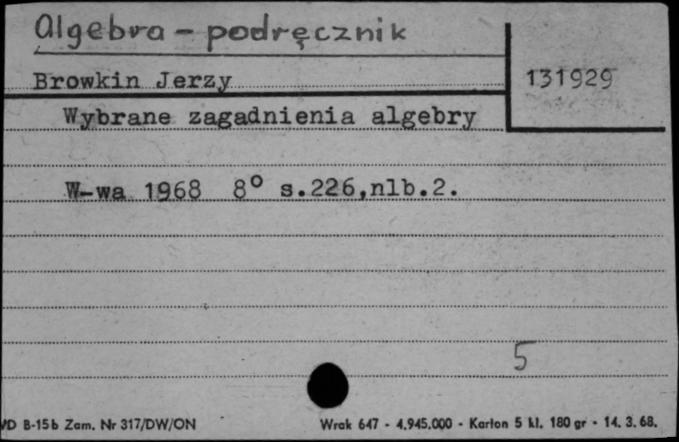 Algebra – podręcznik
Browkin Jerzy
131929
Wybrane zagadnienia algebry
W-wa 1968 8° s.226,nlb.2.
5
B-15b Zam. Nr 317/DW/ON
Wrak 647 - 4.945.000 - Karton 5 kl. 180 gr - 14. 3. 68.